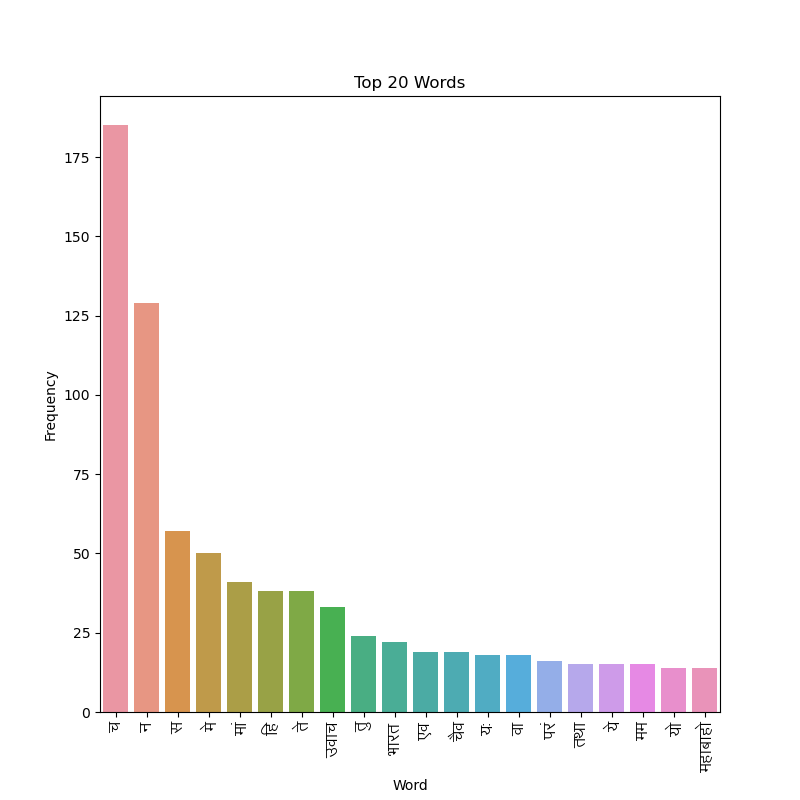 Top 20 Words
Frequency
175
150
125
100
75
50
25
0
च
न
स
मे
मां
हि
ते
उवाच
तु
भारत
एव
चैव
यः
वा
परं
तथा
ये
मम
यो
महाबाहो
Word